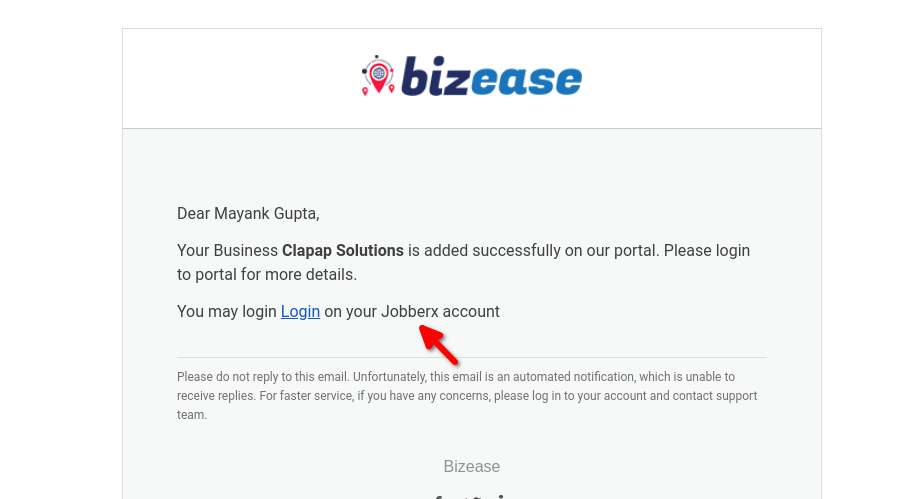 bizease
Dear Mayank Gupta,
Your Business Clapap Solutions is added successfully on our portal. Please login
to portal for more details.
You may login Login on your Jobberx account
Please do not reply to this email. Unfortunately, this email is an automated notification, which is unable to
receive replies. For faster service, if you have any concerns, please log in to your account and contact support
team.
Bizease